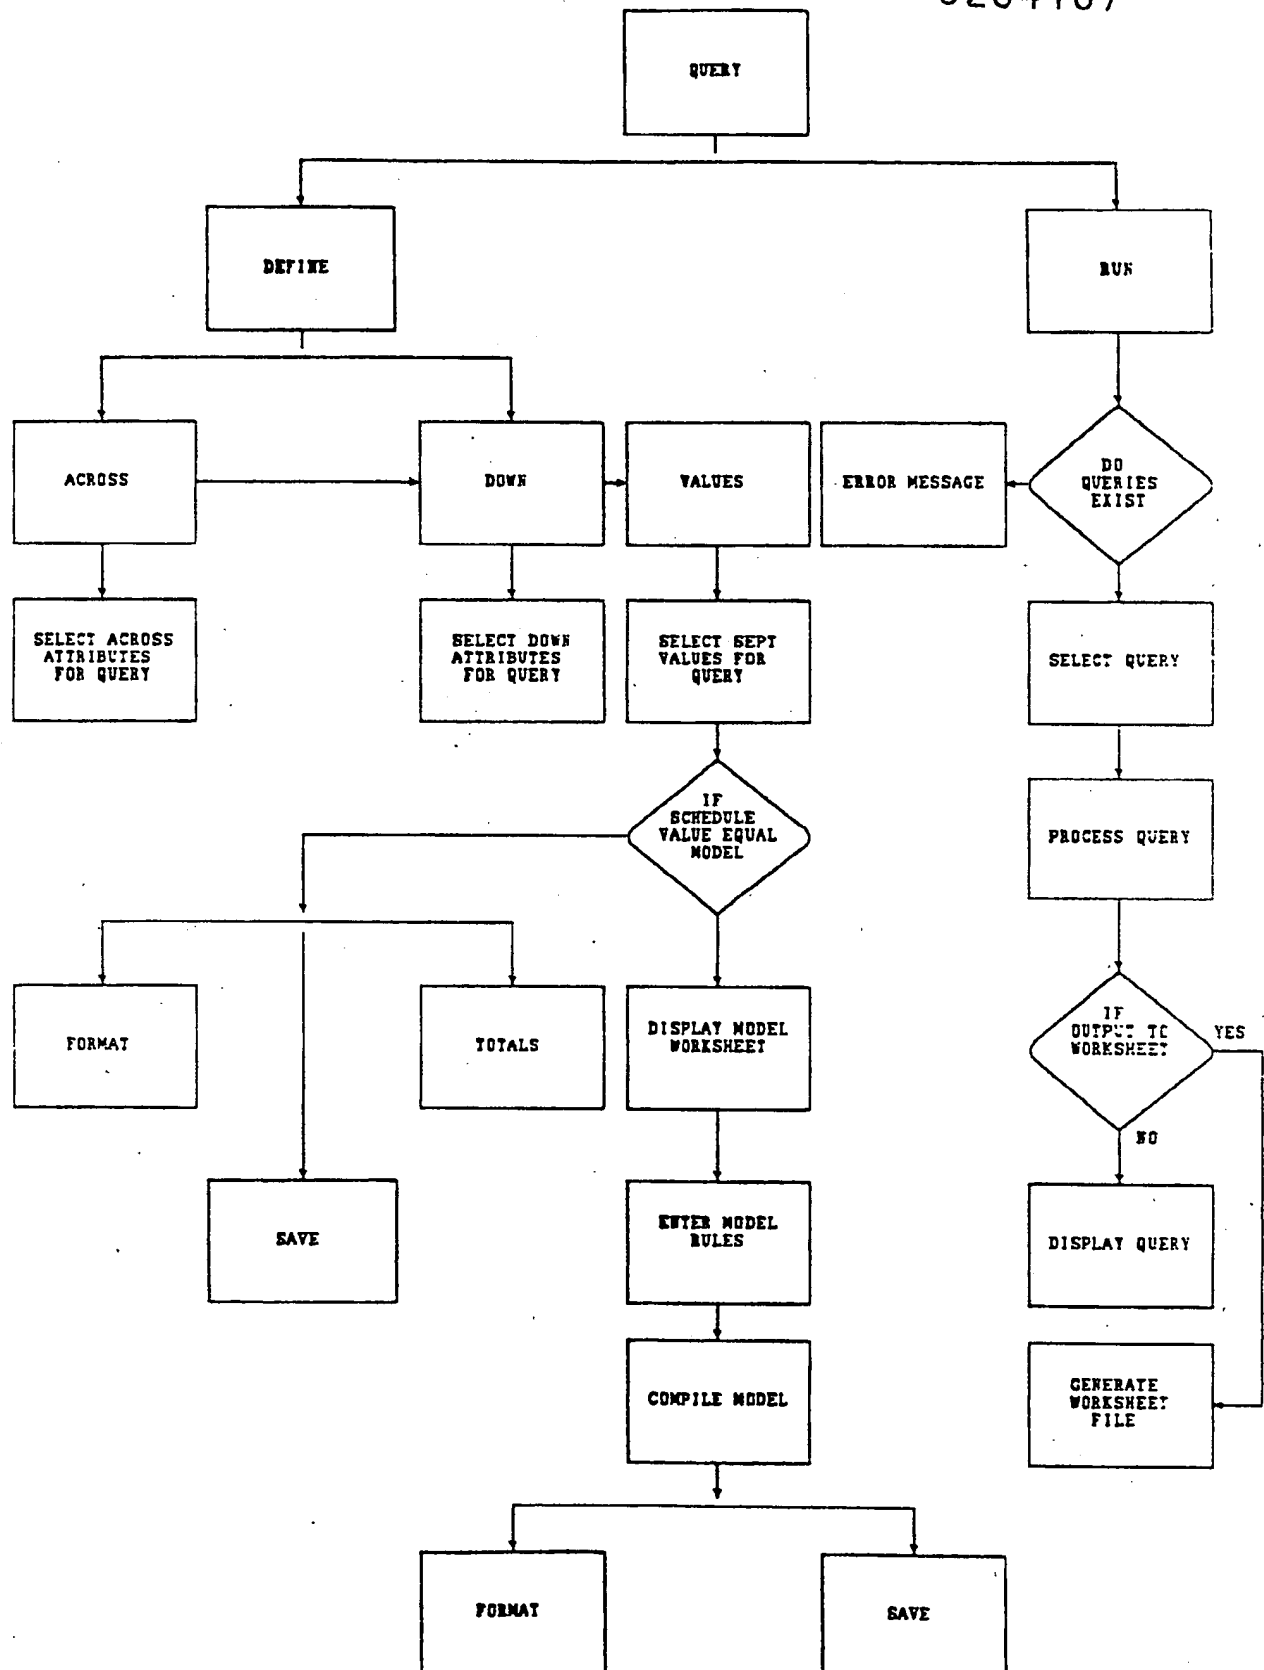 QUERY
DEFINE
RUN
ACROSS
DOWN
VALUES
ERROR MESSAGE
DO
QUERIES
EXIST
SELECT ACROSS
ATTRIBUTES
FOR QUERY
SELECT DOWN
ATTRIBUTES
FOR QUERY
SELECT SEPT
VALUES FOR
QUERY
SELECT QUERY
IF
SCHEDULE
VALUE EQUAL
MODEL
PROCESS QUERY
FORMAT
TOTALS
DISPLAY MODEL
WORKSHEET
IF
OUTPUT TO
WORKSHEET
YES
NO
SAVE
ENTER MODEL
RULES
DISPLAY QUERY
COMPILE MODEL
GENERATE
WORKSHEET
FILE
FORMAT
SAVE